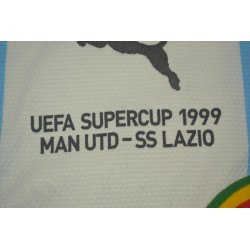 UEFA SUPERCUP 1999
MAN UTD - SS LAZIO